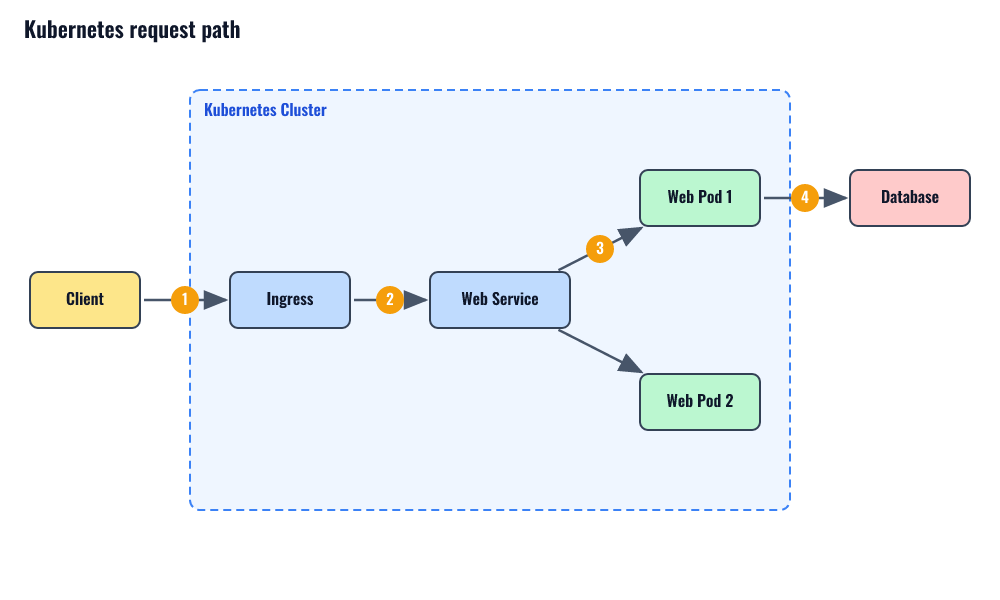 Kubernetes request path
Kubernetes Cluster
Web Pod 1
4
Database
3
Client
1
Ingress
2
Web Service
Web Pod 2